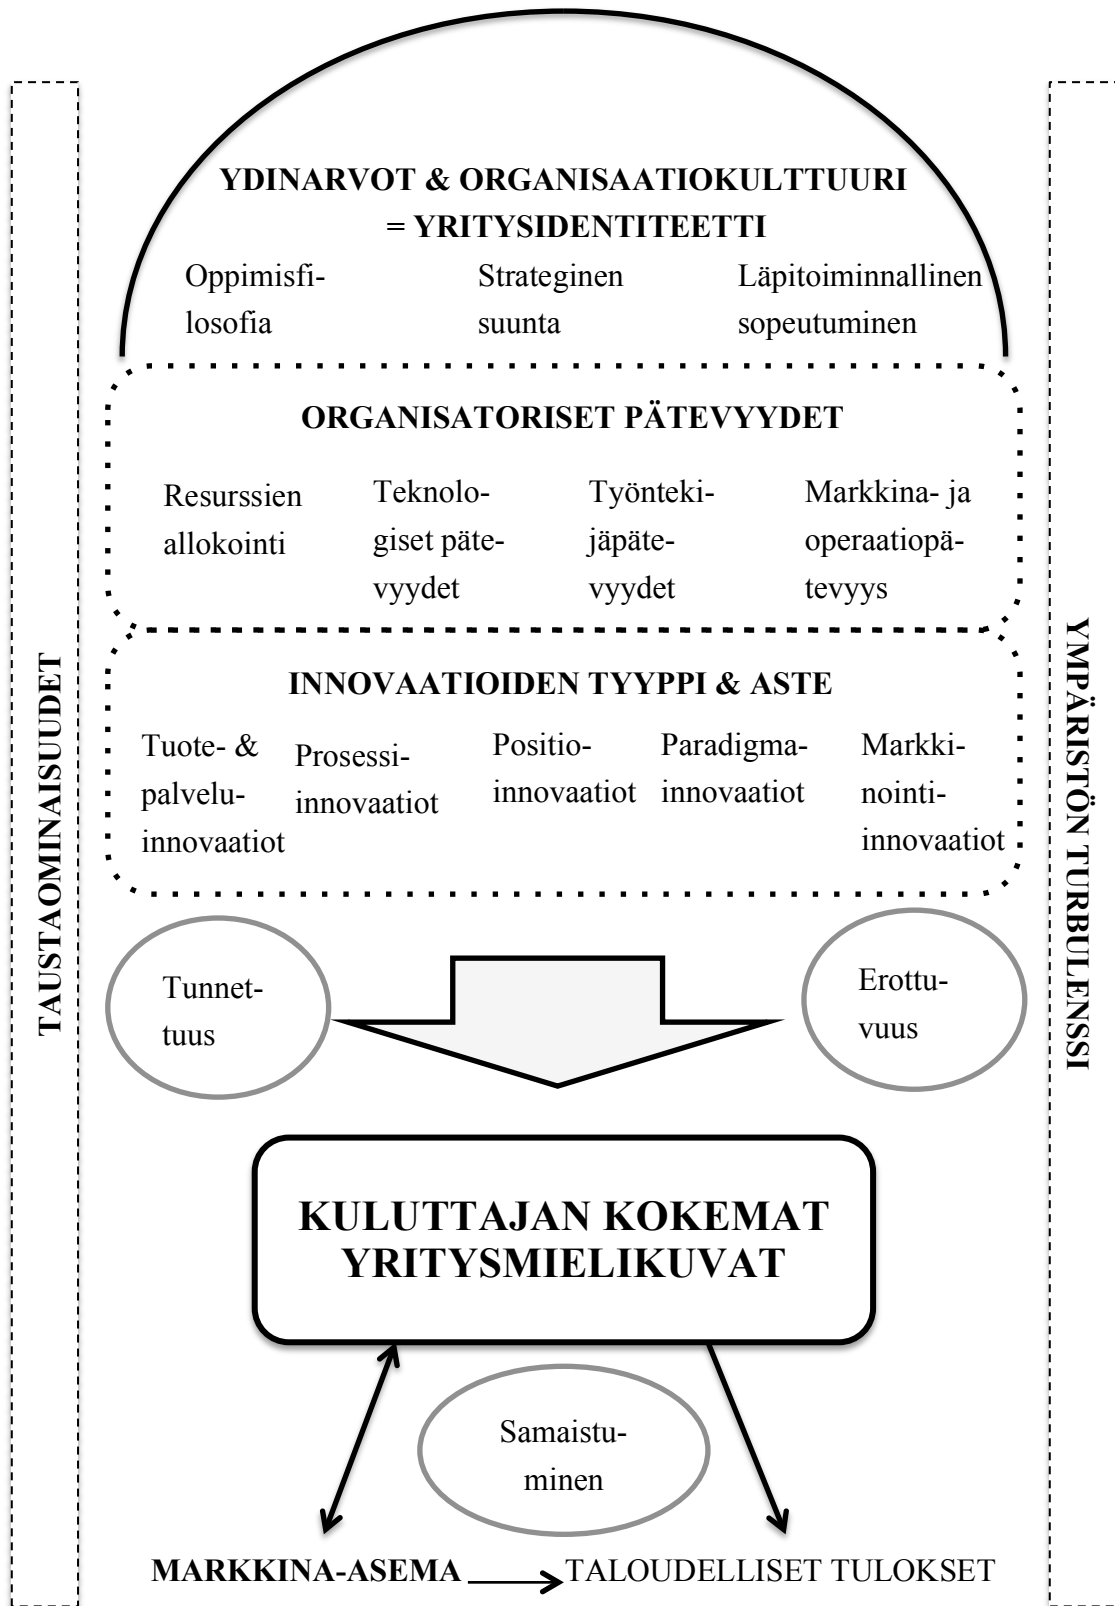 YDINARVOT & ORGANISAATIOKULTTUURI
= YRITYSIDENTITEETTI
Oppimisfi-
losofia
Strateginen
suunta
Läpitoiminnallinen
sopeutuminen
ORGANISATORISET PÄTEVYYDET
Resurssien
allokointi
Teknolo-
giset päte-
vyydet
Työnteki-
jäpäte-
vyydet
Markkina- ja
operaatiopä-
tevyys
INNOVAATIOIDEN TYYPPI & ASTE
Tuote- &
palvelu-
innovaatiot
Prosessi-
innovaatiot
Positio-
innovaatiot
Paradigma-
innovaatiot
Markki-
nointi-
innovaatiot
TAUSTAOMINAISUUDET
YMPÄRISTÖN TURBULENSSI
Tunnet-
tuus
Erottu-
vuus
KULUTTAJAN KOKEMAT
YRITYSMIELIKUVAT
Samaistu-
minen
MARKKINA-ASEMA
TALOUDELLISET TULOKSET